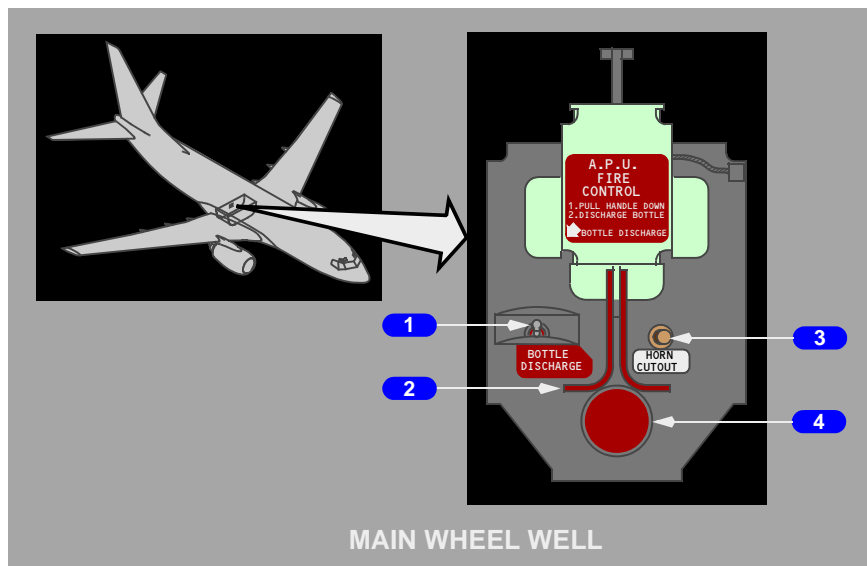 A.P.U.
FIRE
CONTROL
1.PULL HANDLE DOWN
2.DISCHARGE BOTTLE
BOTTLE DISCHARGE
1
BOTTLE
DISCHARGE
HORN
CUTOUT
3
2
4
MAIN WHEEL WELL